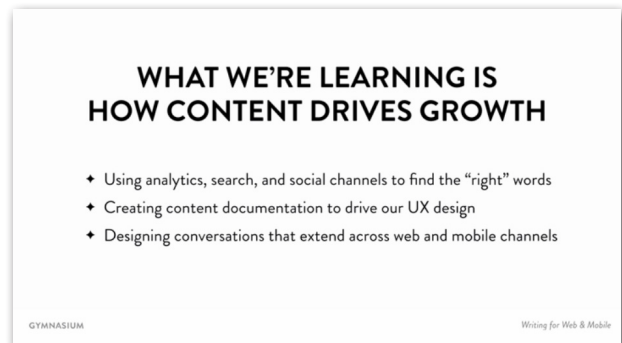 WHAT WE’RE LEARNING IS
HOW CONTENT DRIVES GROWTH
✦ Using analytics, search, and social channels to find the “right” words
✦ Creating content documentation to drive our UX design
✦ Designing conversations that extend across web and mobile channels
GYMNASIUM
Writing for Web & Mobile